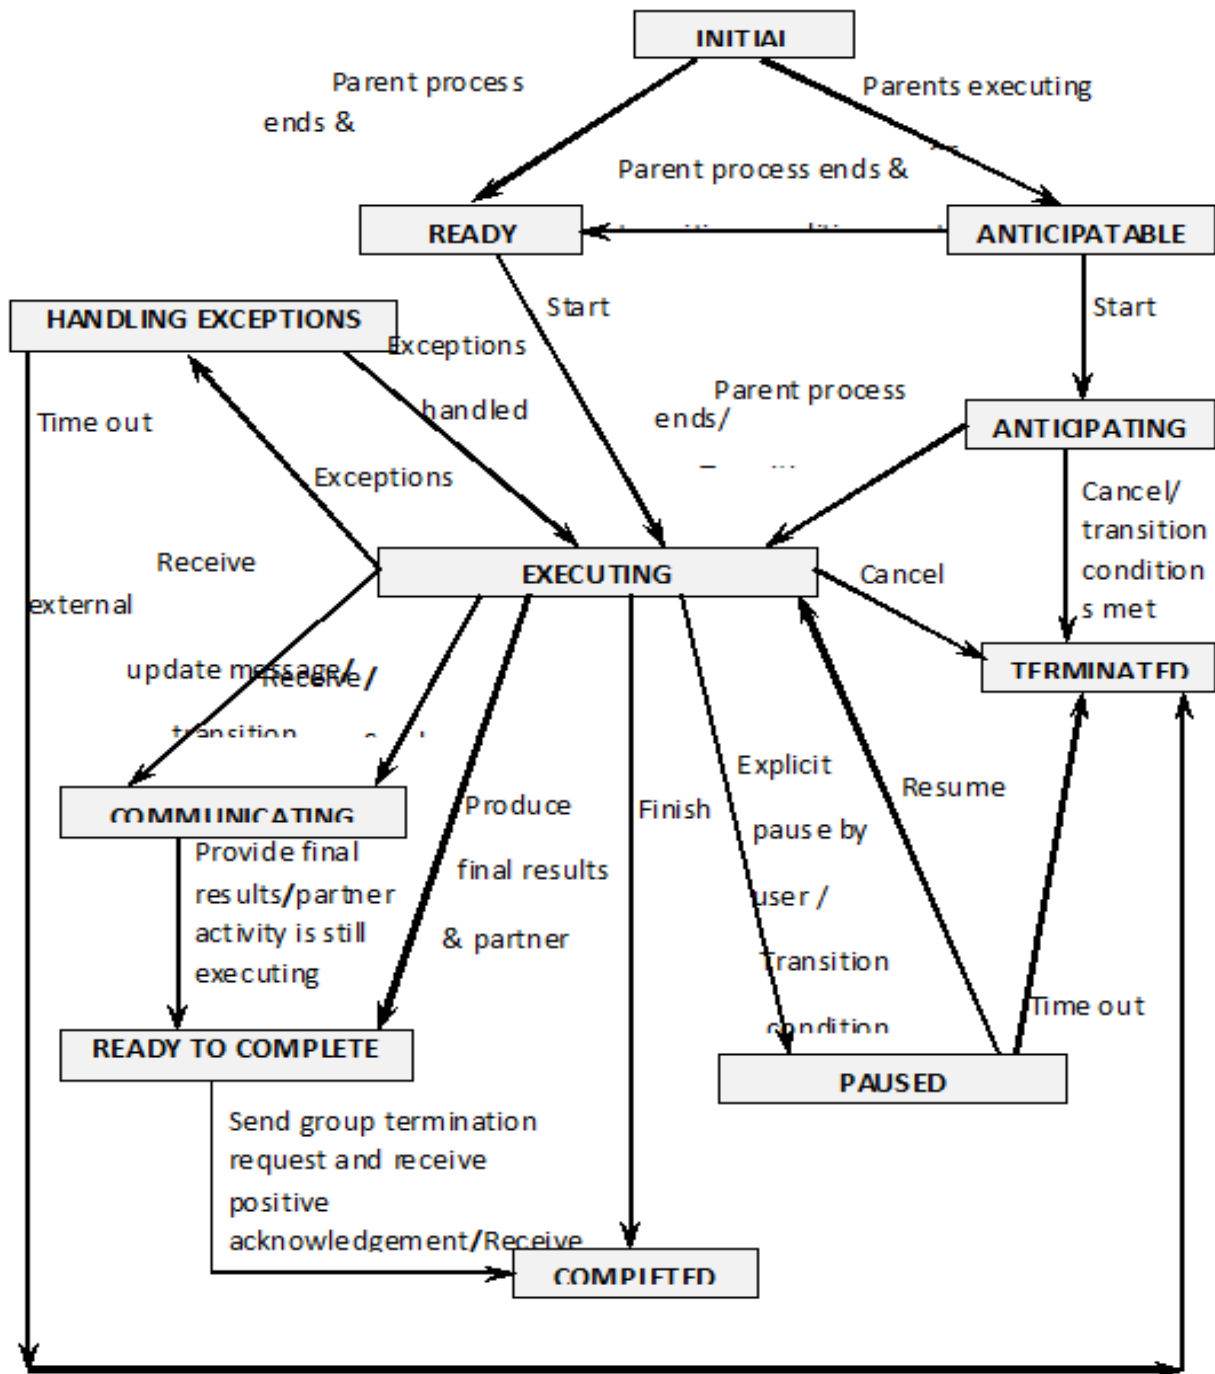 INITIAL
Parent process
ends &
Parents executing
Parent process ends &
READY
ANTICIPATABLE
Start
Start
HANDLING EXCEPTIONS
Exceptions
handled
Time out
Parent process
ends/
ANTICIPATING
Exceptions
Cancel/
transition
condition
s met
Receive
external
update message/
transition
EXECUTING
Cancel
Receive/
TERMINATED
Explicit
pause by
user /
Transition
condition
Resume
COMMUNICATING
Produce
final results
& partner
Finish
Provide final
results/partner
activity is still
executing
Time out
READY TO COMPLETE
PAUSED
Send group termination
request and receive
positive
acknowledgement/Receive
COMPLETED